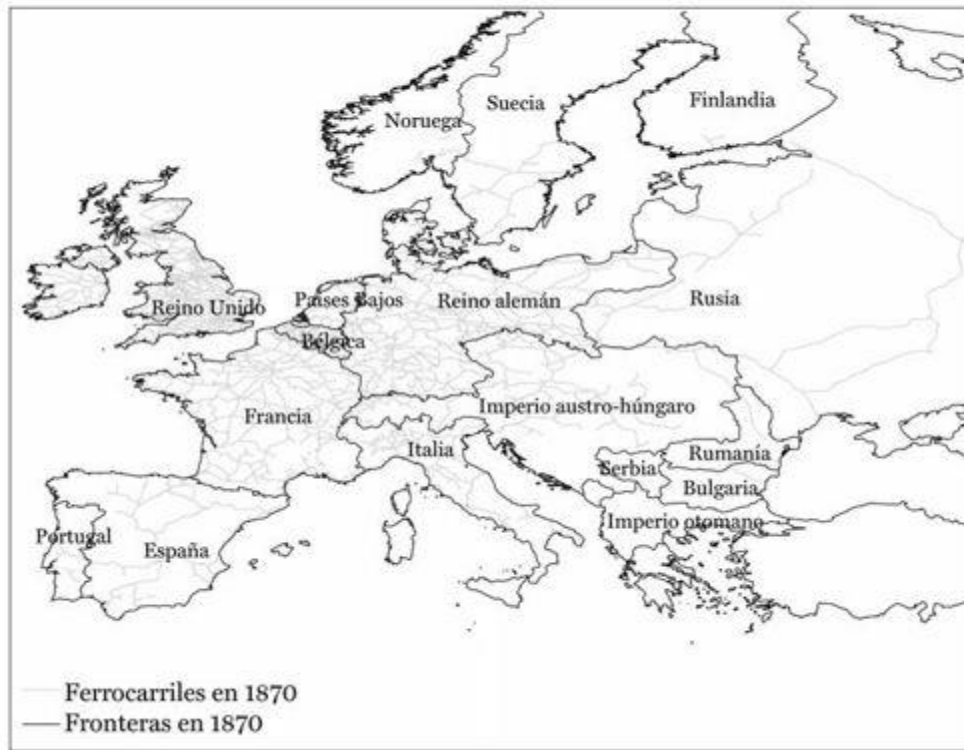 Suecia
Finlandia
Noruega
Reino Unido
Países Bajos
Reino alemán
Rusia
Bélgica
Francia
Imperio austro-húngaro
Italia
Rumanía
Serbia
Bulgaria
Imperio otomano
Portugal
España
Ferrocarriles en 1870
Fronteras en 1870